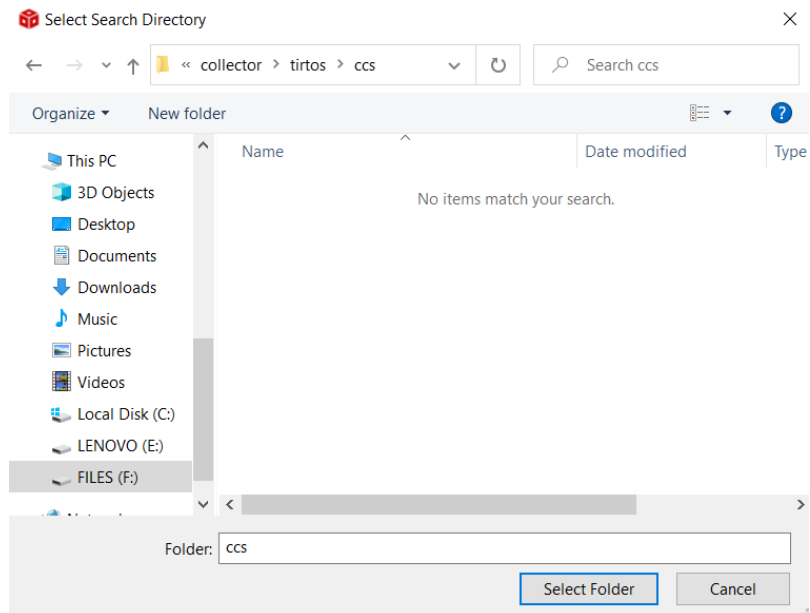 Select Search Directory
« collector > tirtos > ccs
Search ccs
Organize
New folder
?
Name
Date modified
Type
This PC
3D Objects
Desktop
Documents
Downloads
Music
Pictures
Videos
Local Disk (C:)
LENOVO (E:)
FILES (F:)
No items match your search.
Folder: ccs
Select Folder
Cancel